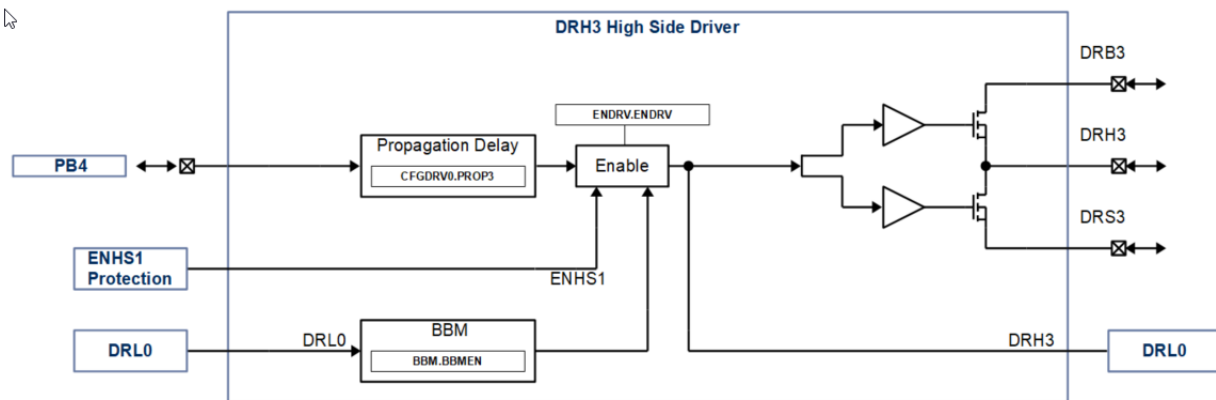 DRH3 High Side Driver
DRB3
ENDRV.ENDRV
Propagation Delay
DRH3
PB4
Enable
CFGDRV0.PROP3
DRS3
ENHS1
Protection
ENHS1
BBM
DRL0
DRL0
DRH3
DRL0
BBM.BBMEN